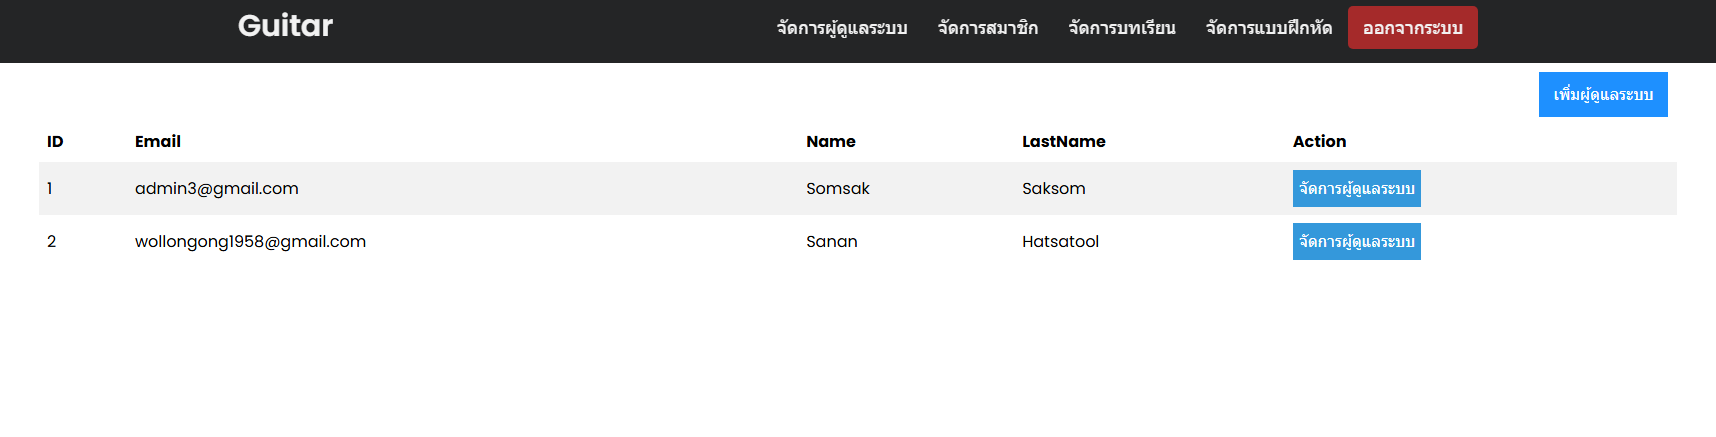 Guitar จัดการผู้ดูแลระบบ จัดการสมาชิก จัดการบทเรียน จัดการแบบฝึกหัด ออกจากระบบ
เพิ่มผู้ดูแลระบบ
ID Email Name LastName Action
1 admin3@gmail.com Somsak Saksom จัดการผู้ดูแลระบบ
2 wollongong1958@gmail.com Sanan Hatsatool จัดการผู้ดูแลระบบ